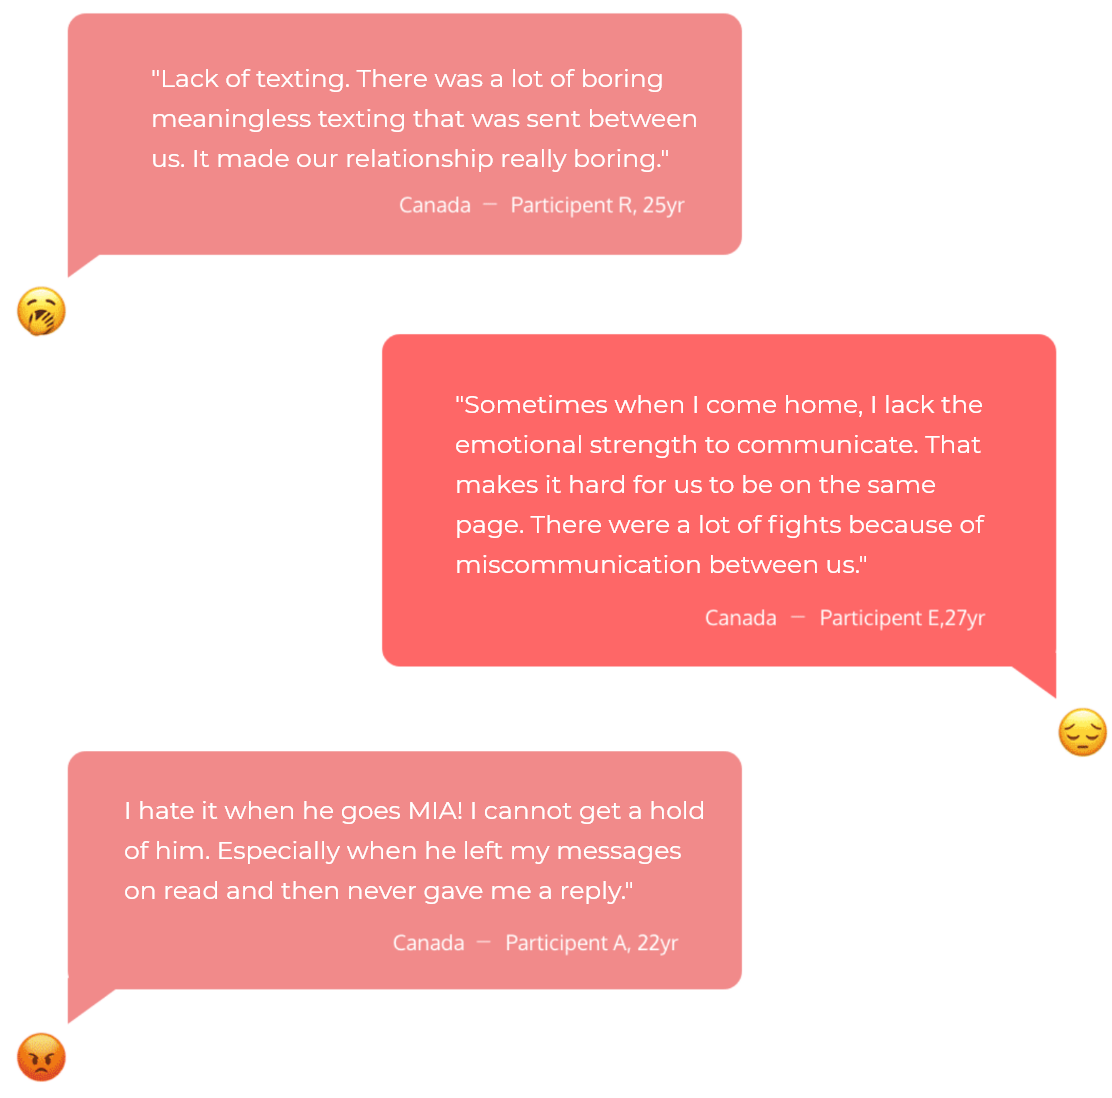 "Lack of texting. There was a lot of boring
meaningless texting that was sent between
us. It made our relationship really boring."
Canada — Participent R, 25yr
"Sometimes when I come home, I lack the
emotional strength to communicate. That
makes it hard for us to be on the same
page. There were a lot of fights because of
miscommunication between us."
Canada — Participent E,27yr
I hate it when he goes MIA! I cannot get a hold
of him. Especially when he left my messages
on read and then never gave me a reply."
Canada — Participent A, 22yr